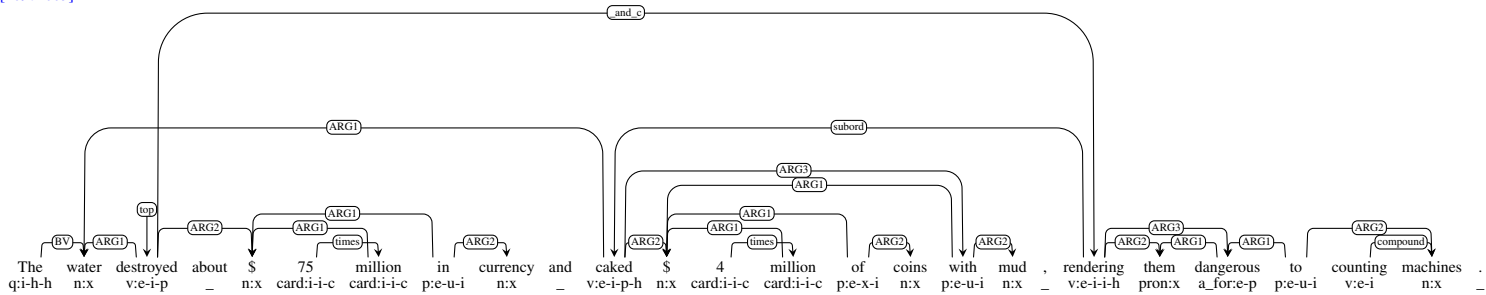 _and_c
ARG1 subord
ARG3
ARG1
top
ARG1 ARG1
ARG2 ARG1 ARG1 ARG3 ARG2
BV ARG1 times ARG2 ARG2 times ARG2 ARG2 ARG2 ARG1 ARG1 compound
The water destroyed about $ 75 million in currency and caked $ 4 million of coins with mud , rendering them dangerous to counting machines .
q:i-h-h n:x v:e-i-p _ n:x card:i-i-c card:i-i-c p:e-u-i n:x _ v:e-i-p-h n:x card:i-i-c card:i-i-c p:e-x-i n:x p:e-u-i n:x _ v:e-i-i-h pron:x a_for:e-p p:e-u-i v:e-i n:x _